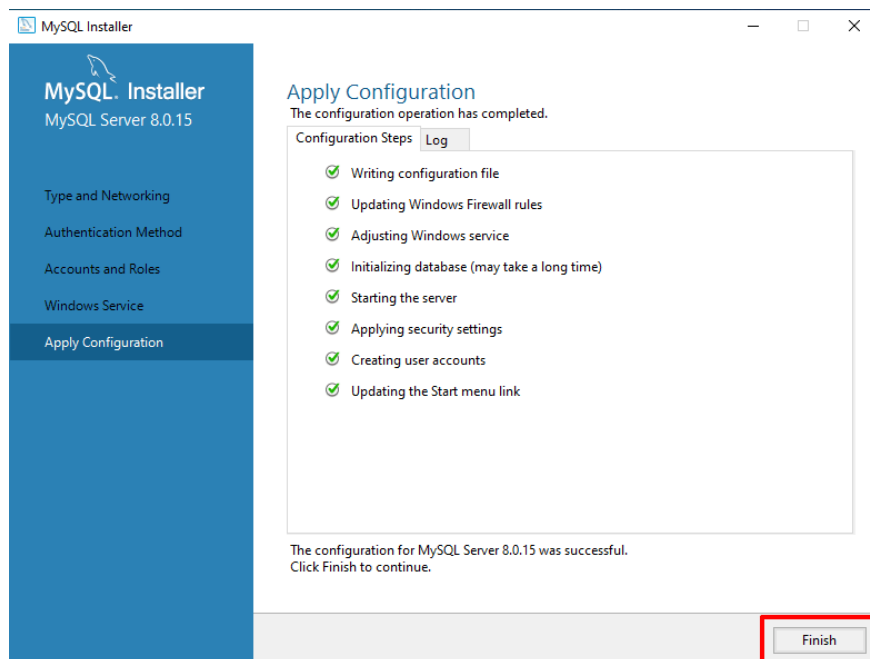 MySQL Installer
MySQL. Installer
MySQL Server 8.0.15
Type and Networking
Authentication Method
Accounts and Roles
Windows Service
Apply Configuration
Apply Configuration
The configuration operation has completed.
Configuration Steps Log
Writing configuration file
Updating Windows Firewall rules
Adjusting Windows service
Initializing database (may take a long time)
Starting the server
Applying security settings
Creating user accounts
Updating the Start menu link
The configuration for MySQL Server 8.0.15 was successful.
Click Finish to continue.
Finish